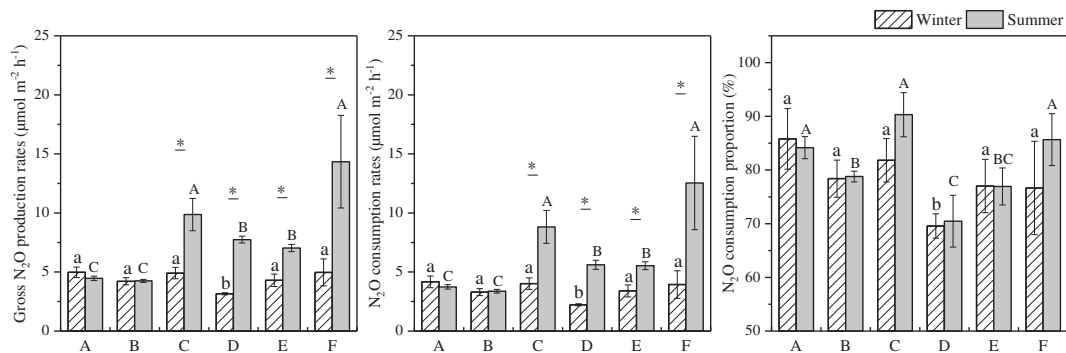 Winter Summer
Gross N₂O production rates (μmol m⁻² h⁻¹)
25
20
15
10
5
0
a C a C a A b B a B a A
* * * *
A B C D E F
N₂O consumption rates (μmol m⁻² h⁻¹)
25
20
15
10
5
0
a C a C a A b B a B a A
* * * *
A B C D E F
N₂O consumption proportion (%)
100
90
80
70
60
50
a A a B a A b C a BC a A
A B C D E F